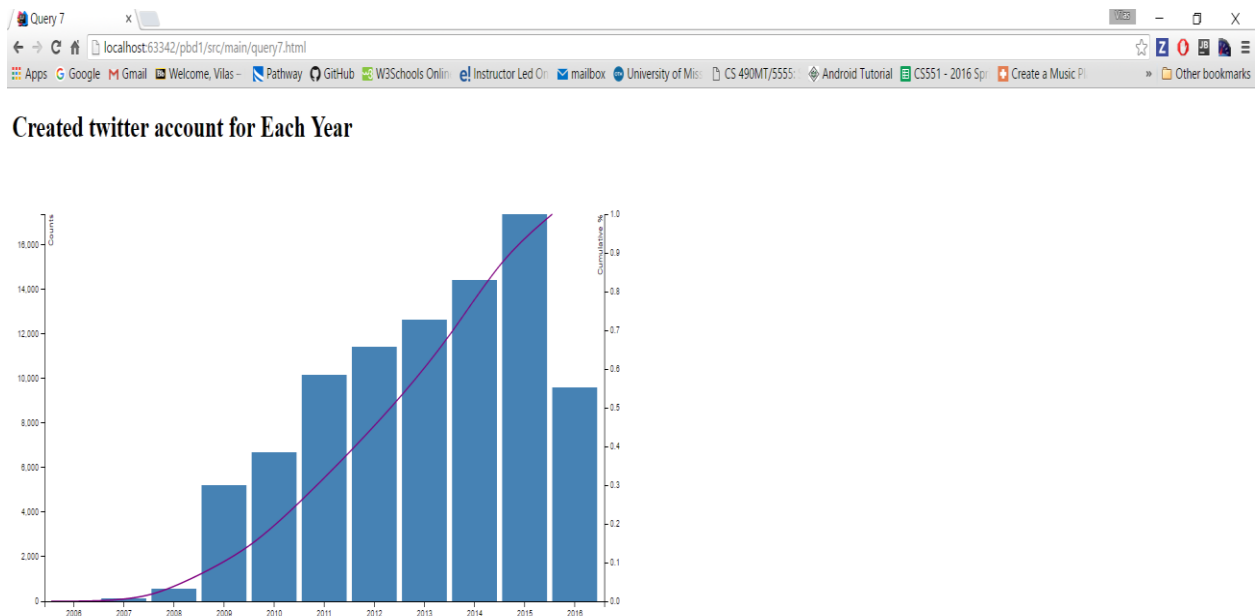 Query 7 x Vilas
localhost:63342/pbd1/src/main/query7.html
Apps Google Gmail Welcome, Vilas – Pathway GitHub W3Schools Onlin Instructor Led On mailbox University of Miss CS 490MT/5555: Android Tutorial CS551 - 2016 Spr Create a Music Pl » Other bookmarks
Created twitter account for Each Year
Counts
16,000
14,000
12,000
10,000
8,000
6,000
4,000
2,000
0
Cumulative %
1.0
0.9
0.8
0.7
0.6
0.5
0.4
0.3
0.2
0.1
0.0
2006 2007 2008 2009 2010 2011 2012 2013 2014 2015 2016